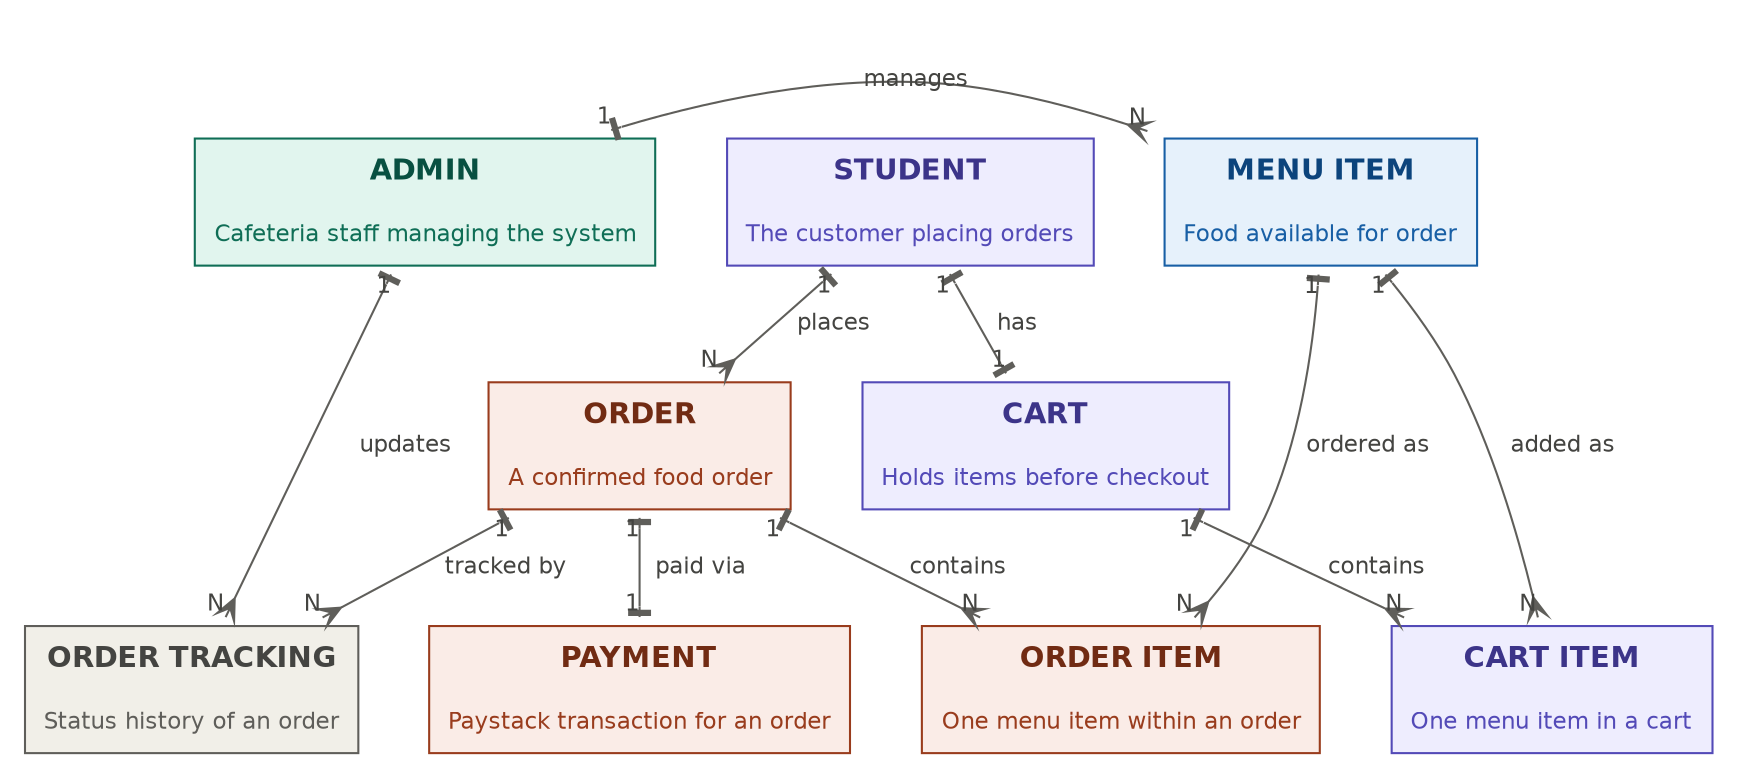 manages
1
N
ADMIN
Cafeteria staff managing the system
STUDENT
The customer placing orders
MENU ITEM
Food available for order
1
1
1
1
1
places
has
N
1
ORDER
A confirmed food order
CART
Holds items before checkout
updates
ordered as
added as
1
1
1
1
tracked by
paid via
contains
contains
N
N
1
N
N
N
N
ORDER TRACKING
Status history of an order
PAYMENT
Paystack transaction for an order
ORDER ITEM
One menu item within an order
CART ITEM
One menu item in a cart